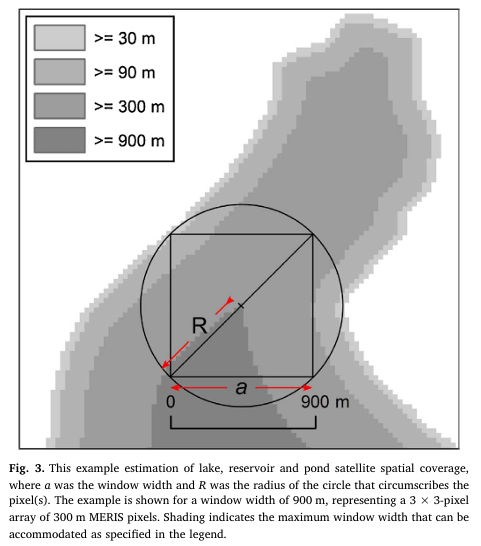 >= 30 m
>= 90 m
>= 300 m
>= 900 m
R
a
0 900 m
Fig. 3. This example estimation of lake, reservoir and pond satellite spatial coverage,
where a was the window width and R was the radius of the circle that circumscribes the
pixel(s). The example is shown for a window width of 900 m, representing a 3 × 3-pixel
array of 300 m MERIS pixels. Shading indicates the maximum window width that can be
accommodated as specified in the legend.